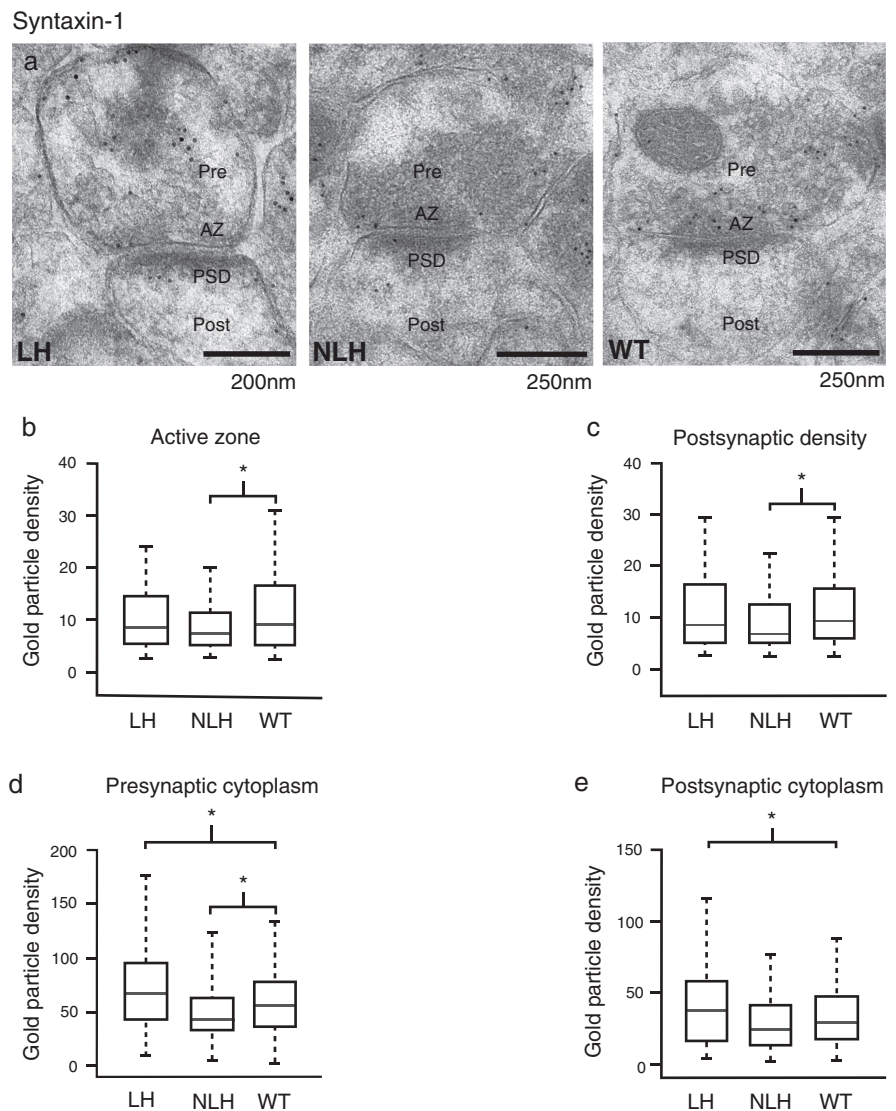 Syntaxin-1
a
Pre
AZ
PSD
Post
LH
200nm
Pre
AZ
PSD
Post
NLH
250nm
Pre
AZ
PSD
Post
WT
250nm
b
Active zone
*
Gold particle density
40
30
20
10
0
LH NLH WT
c
Postsynaptic density
*
Gold particle density
40
30
20
10
0
LH NLH WT
d
Presynaptic cytoplasm
*
*
Gold particle density
200
150
100
50
0
LH NLH WT
e
Postsynaptic cytoplasm
*
Gold particle density
150
100
50
0
LH NLH WT